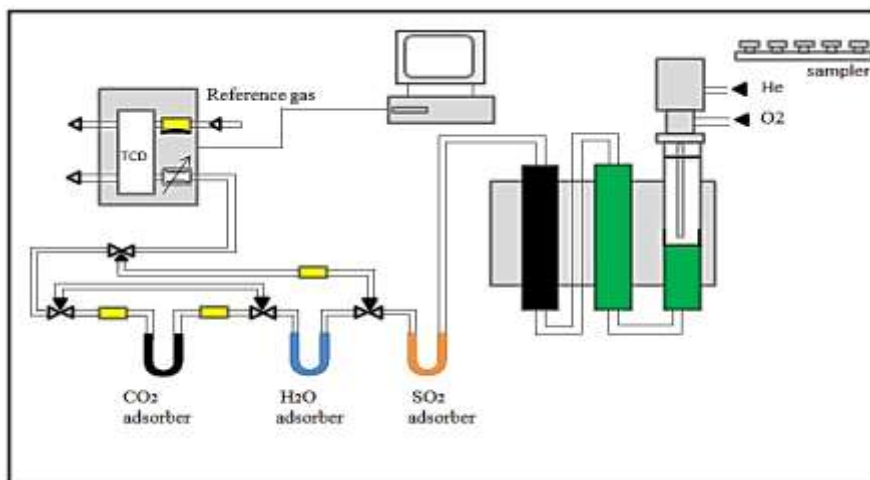 sampler
Reference gas
He
O2
TCD
CO₂
adsorber
H₂O
adsorber
SO₂
adsorber